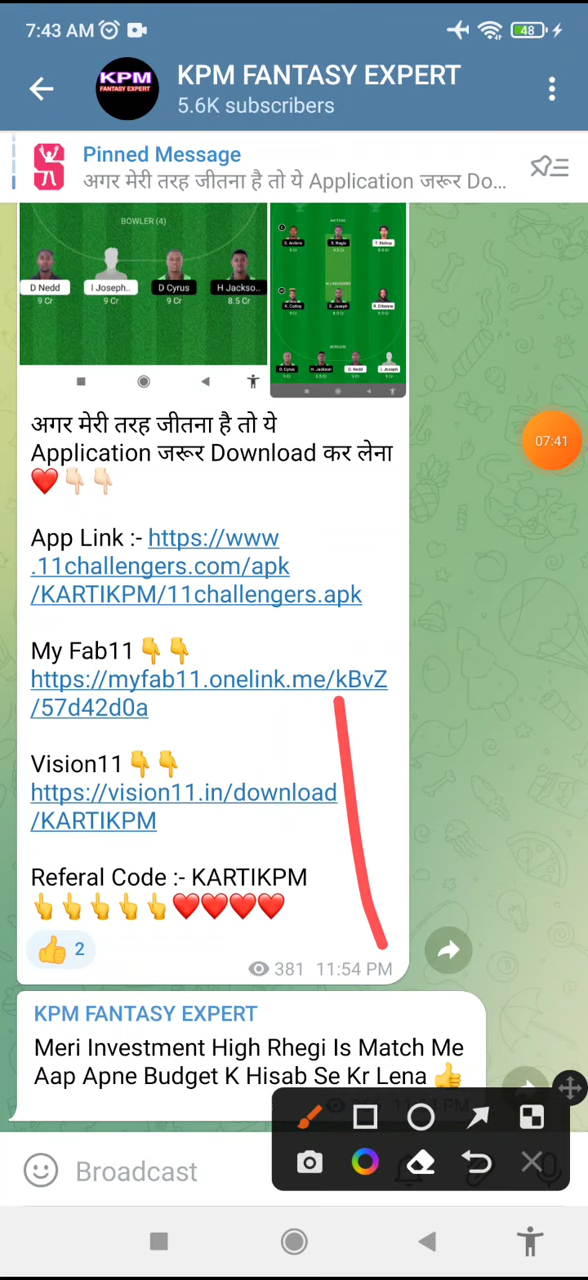 7:43 AM
48
KPM
FANTASY EXPERT
KPM FANTASY EXPERT
5.6K subscribers
Pinned Message
अगर मेरी तरह जीतना है तो ये Application जरूर Do...
BOWLER (4)
D Nedd
I Joseph..
D Cyrus
H Jackso..
9 Cr
9 Cr
9 Cr
8.5 Cr
07:41
अगर मेरी तरह जीतना है तो ये
Application जरूर Download कर लेना
❤️👇🏻👇🏻
App Link :- https://www
.11challengers.com/apk
/KARTIKPM/11challengers.apk
My Fab11 👇👇
https://myfab11.onelink.me/kBvZ
/57d42d0a
Vision11 👇👇
https://vision11.in/download
/KARTIKPM
Referal Code :- KARTIKPM
👆👆👆👆👆❤️❤️❤️❤️
👍 2
381 11:54 PM
KPM FANTASY EXPERT
Meri Investment High Rhegi Is Match Me
Aap Apne Budget K Hisab Se Kr Lena 👍
Broadcast